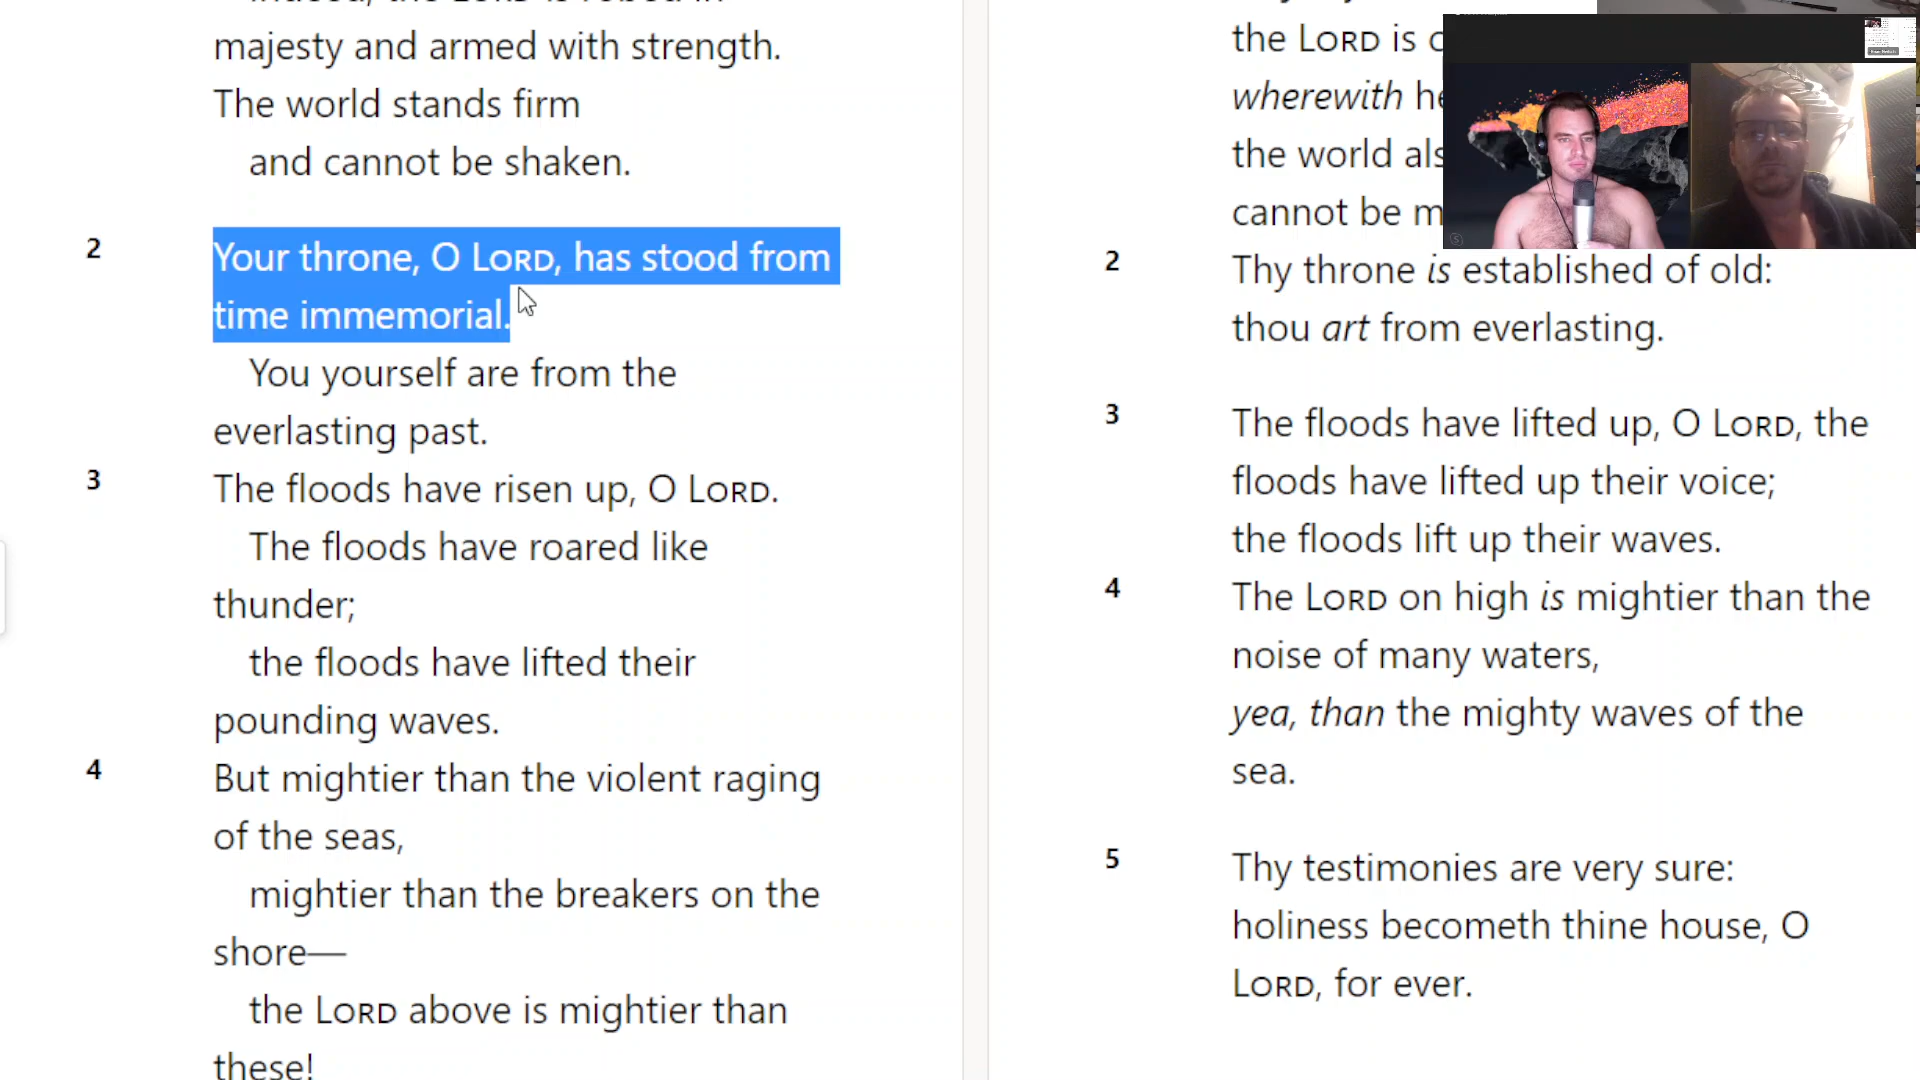 majesty and armed with strength.
The world stands firm
and cannot be shaken.
2
Your throne, O LORD, has stood from
time immemorial.
You yourself are from the
everlasting past.
3
The floods have risen up, O LORD.
The floods have roared like
thunder;
the floods have lifted their
pounding waves.
4
But mightier than the violent raging
of the seas,
mightier than the breakers on the
shore—
the LORD above is mightier than
these!
the LORD is
wherewith
the world
cannot be
2
Thy throne is established of old:
thou art from everlasting.
3
The floods have lifted up, O LORD, the
floods have lifted up their voice;
the floods lift up their waves.
4
The LORD on high is mightier than the
noise of many waters,
yea, than the mighty waves of the
sea.
5
Thy testimonies are very sure:
holiness becometh thine house, O
LORD, for ever.